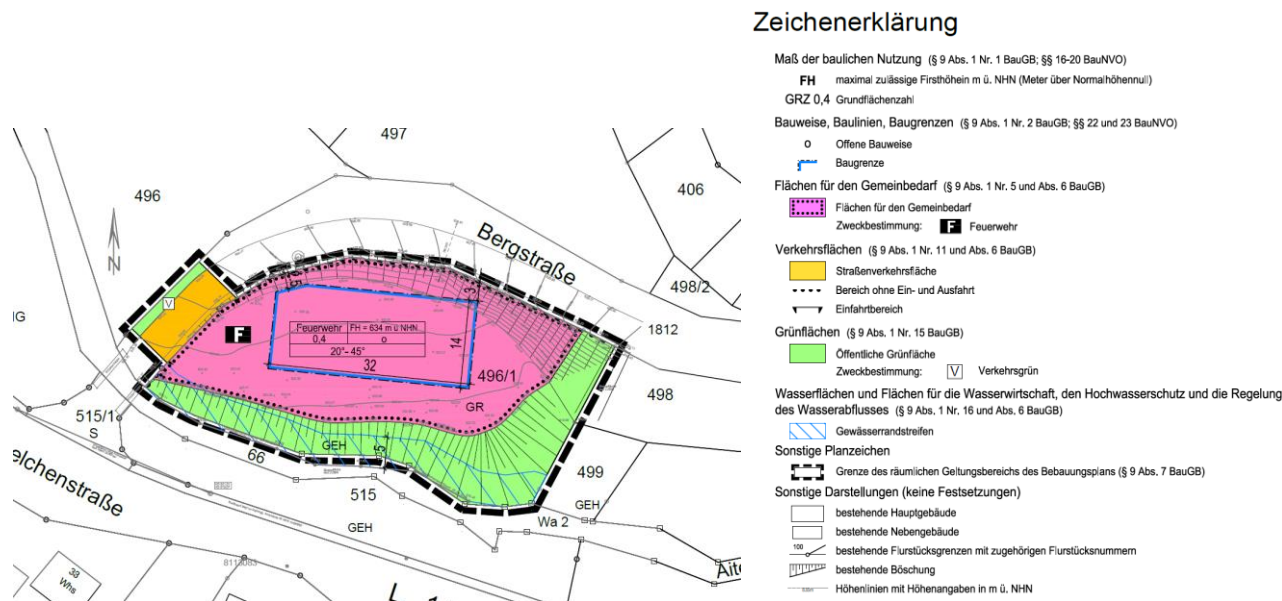 497
496
406
Bergstraße
N
498/2
1812
V
F
Feuerwehr FH = 634 m ü NHN
0,4 o
20°- 45°
14
3
32
496/1
GR
498
515/1
S
GEH
5
66
499
515
GEH
elchenstraße
GEH
Wa 2
8113083
38
Whs
Zeichenerklärung
Maß der baulichen Nutzung (§ 9 Abs. 1 Nr. 1 BauGB; §§ 16-20 BauNVO)
FH maximal zulässige Firsthöhein m ü. NHN (Meter über Normalhöhennull)
GRZ 0,4 Grundflächenzahl
Bauweise, Baulinien, Baugrenzen (§ 9 Abs. 1 Nr. 2 BauGB; §§ 22 und 23 BauNVO)
o Offene Bauweise
Baugrenze
Flächen für den Gemeinbedarf (§ 9 Abs. 1 Nr. 5 und Abs. 6 BauGB)
Flächen für den Gemeinbedarf
Zweckbestimmung: F Feuerwehr
Verkehrsflächen (§ 9 Abs. 1 Nr. 11 und Abs. 6 BauGB)
Straßenverkehrsfläche
Bereich ohne Ein- und Ausfahrt
Einfahrtbereich
Grünflächen (§ 9 Abs. 1 Nr. 15 BauGB)
Öffentliche Grünfläche
Zweckbestimmung: V Verkehrsgrün
Wasserflächen und Flächen für die Wasserwirtschaft, den Hochwasserschutz und die Regelung
des Wasserabflusses (§ 9 Abs. 1 Nr. 16 und Abs. 6 BauGB)
Gewässerrandstreifen
Sonstige Planzeichen
Grenze des räumlichen Geltungsbereichs des Bebauungsplans (§ 9 Abs. 7 BauGB)
Sonstige Darstellungen (keine Festsetzungen)
bestehende Hauptgebäude
bestehende Nebengebäude
100 bestehende Flurstücksgrenzen mit zugehörigen Flurstücksnummern
bestehende Böschung
Höhenlinien mit Höhenangaben in m ü. NHN